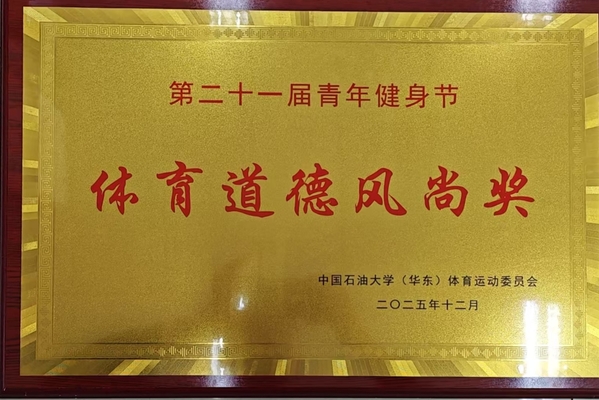 第二十一届青年健身节
体育道德风尚奖
中国石油大学（华东）体育运动委员会
二〇二五年十二月